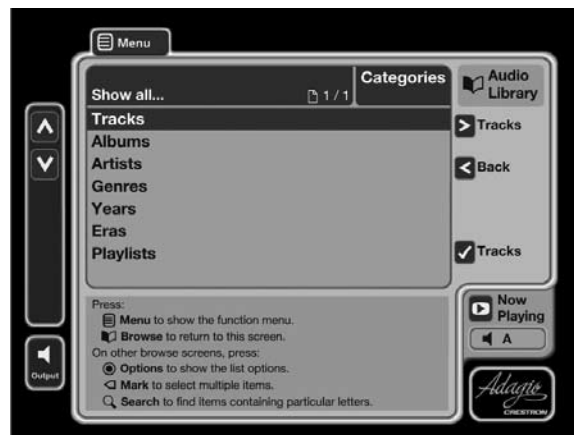 Menu
Categories
Show all...
1 / 1
Audio
Library
Tracks
Albums
Artists
Genres
Years
Eras
Playlists
Tracks
Back
Tracks
Press:
Menu to show the function menu.
Browse to return to this screen.
On other browse screens, press:
Options to show the list options.
Mark to select multiple items.
Search to find items containing particular letters.
Now
Playing
A
Output
Adagio
CRESTRON